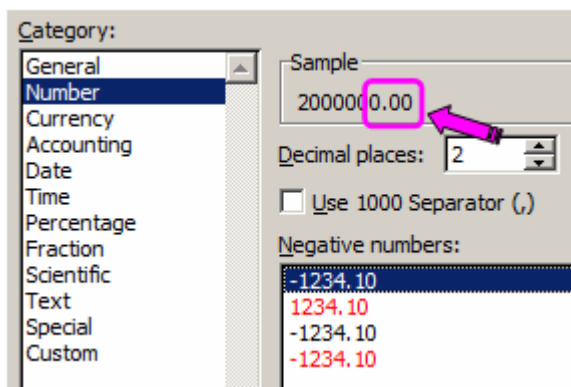 Category:
General
Number
Currency
Accounting
Date
Time
Percentage
Fraction
Scientific
Text
Special
Custom
Sample
2000000.00
Decimal places: 2
Use 1000 Separator (,)
Negative numbers:
-1234.10
1234.10
-1234.10
-1234.10